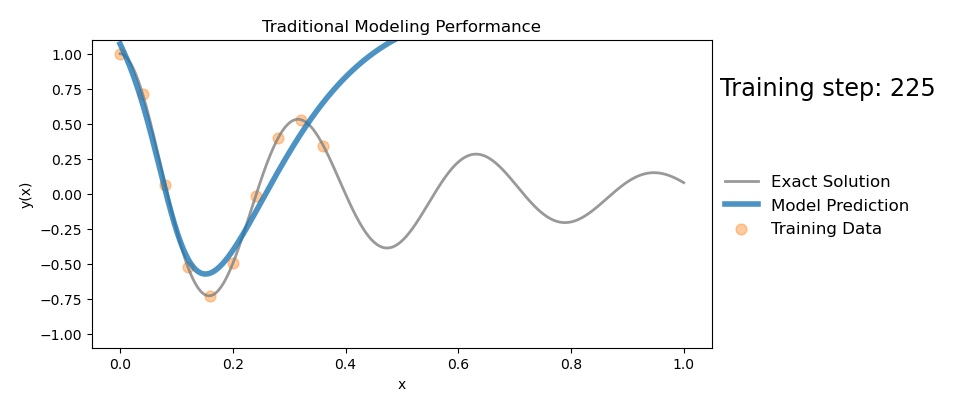 Traditional Modeling Performance
1.00
0.75
0.50
0.25
0.00
−0.25
−0.50
−0.75
−1.00
y(x)
0.0 0.2 0.4 0.6 0.8 1.0
x
Training step: 225
Exact Solution
Model Prediction
Training Data